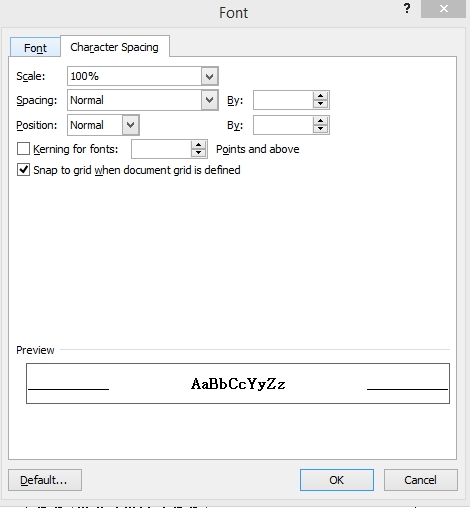 Font
?
Font Character Spacing
Scale: 100%
Spacing: Normal By:
Position: Normal By:
Kerning for fonts: Points and above
Snap to grid when document grid is defined
Preview
AaBbCcYyZz
Default... OK Cancel